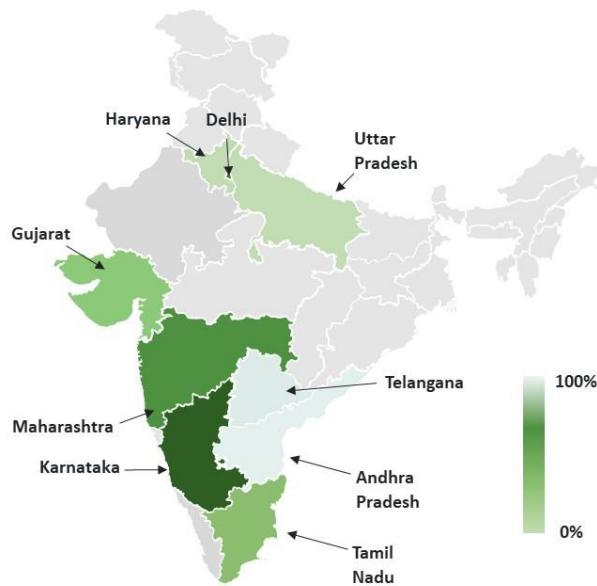 Haryana
Delhi
Uttar
Pradesh
Gujarat
Telangana
100%
Maharashtra
Karnataka
Andhra
Pradesh
0%
Tamil
Nadu